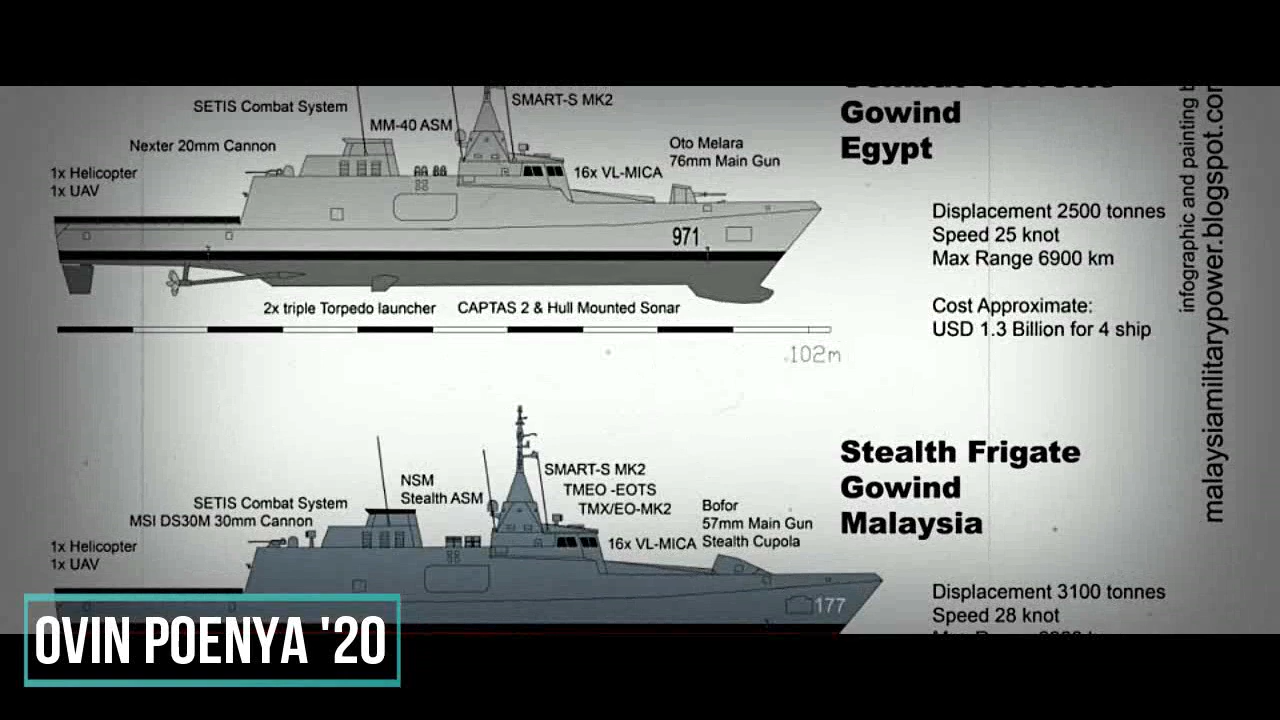 SETIS Combat System
SMART-S MK2
MM-40 ASM
Nexter 20mm Cannon
Oto Melara
76mm Main Gun
1x Helicopter
1x UAV
16x VL-MICA
971
2x triple Torpedo launcher
CAPTAS 2 & Hull Mounted Sonar
102m
Gowind
Egypt
Displacement 2500 tonnes
Speed 25 knot
Max Range 6900 km
Cost Approximate:
USD 1.3 Billion for 4 ship
infographic and painting
malaysiamilitarypower.blogspot.com
Stealth Frigate
Gowind
Malaysia
NSM
Stealth ASM
SMART-S MK2
TMEO -EOTS
TMX/EO-MK2
SETIS Combat System
MSI DS30M 30mm Cannon
Bofor
57mm Main Gun
Stealth Cupola
1x Helicopter
1x UAV
16x VL-MICA
177
Displacement 3100 tonnes
Speed 28 knot
OVIN POENYA '20